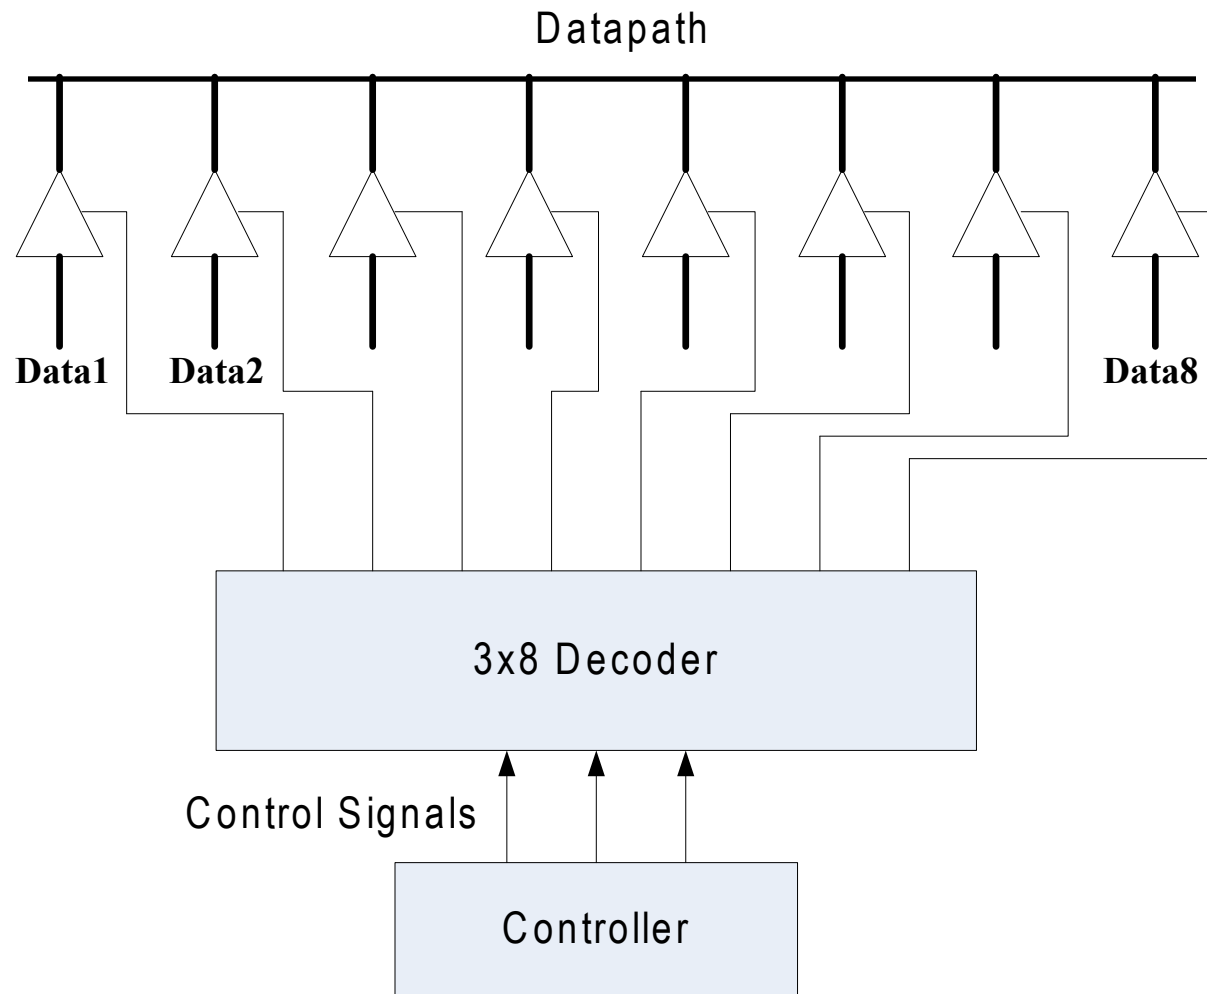 Datapath
Data1 Data2 Data8
3x8 Decoder
Control Signals
Controller